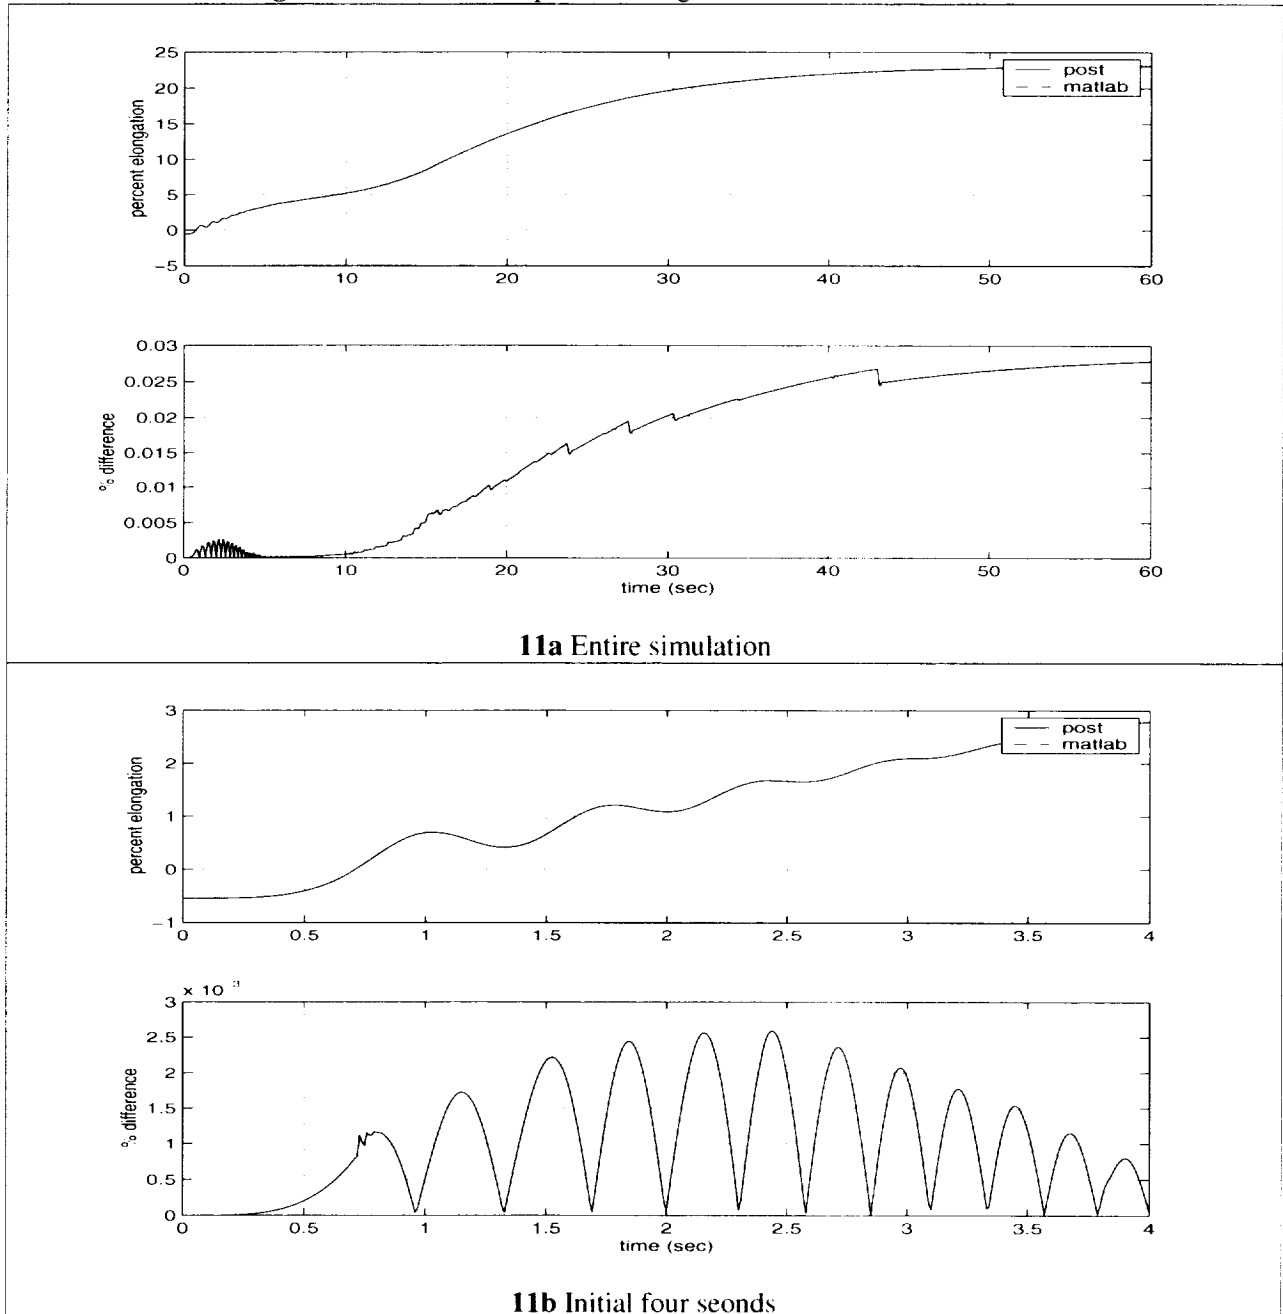 25
20
15
10
5
0
−5
percent elongation
post
matlab
0 10 20 30 40 50 60
0.03
0.025
0.02
0.015
0.01
0.005
0
% difference
0 10 20 30 40 50 60
time (sec)
11a Entire simulation
3
2
1
0
−1
percent elongation
post
matlab
0 0.5 1 1.5 2 2.5 3 3.5 4
× 10
3
2.5
2
1.5
1
0.5
0
% difference
0 0.5 1 1.5 2 2.5 3 3.5 4
time (sec)
11b Initial four seonds